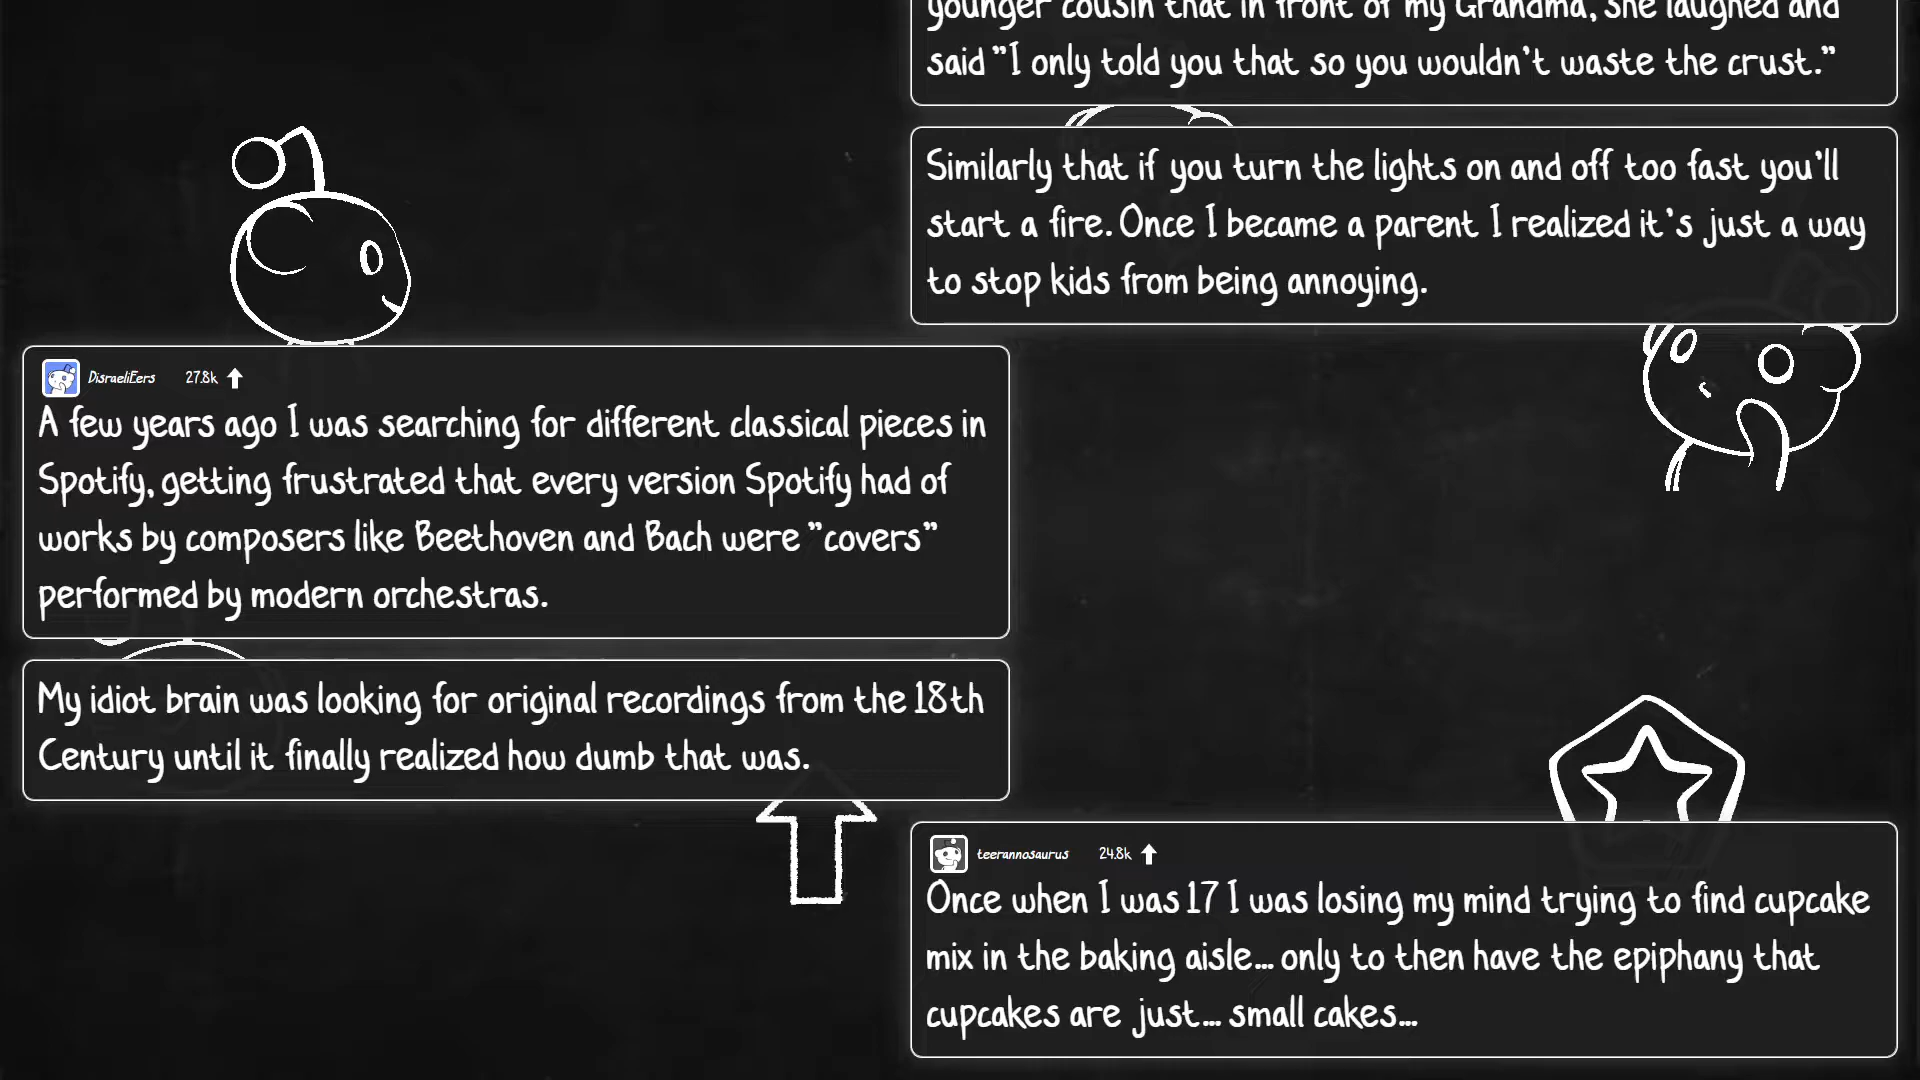 younger cousin that in front of my Grandma, she laughed and
said "I only told you that so you wouldn't waste the crust."
Similarly that if you turn the lights on and off too fast you'll
start a fire. Once I became a parent I realized it's just a way
to stop kids from being annoying.
DisraeliEers 27.8k
A few years ago I was searching for different classical pieces in
Spotify, getting frustrated that every version Spotify had of
works by composers like Beethoven and Bach were "covers"
performed by modern orchestras.
My idiot brain was looking for original recordings from the 18th
Century until it finally realized how dumb that was.
teerannosaurus 24.8k
Once when I was 17 I was losing my mind trying to find cupcake
mix in the baking aisle... only to then have the epiphany that
cupcakes are just... small cakes...